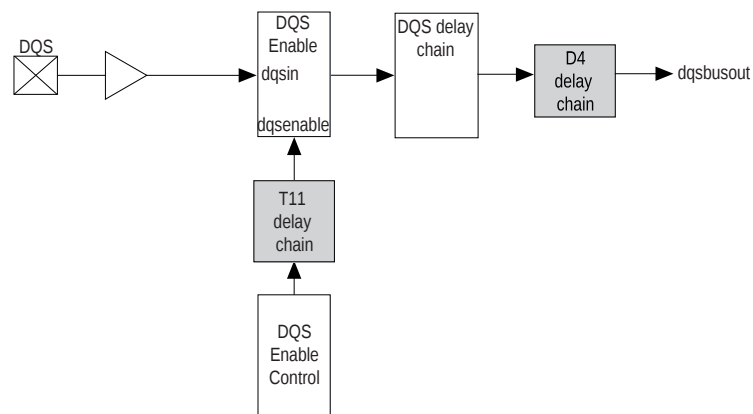 DQS
DQS
Enable
dqsin
dqsenable
DQS delay
chain
D4
delay
chain
dqsbusout
T11
delay
chain
DQS
Enable
Control